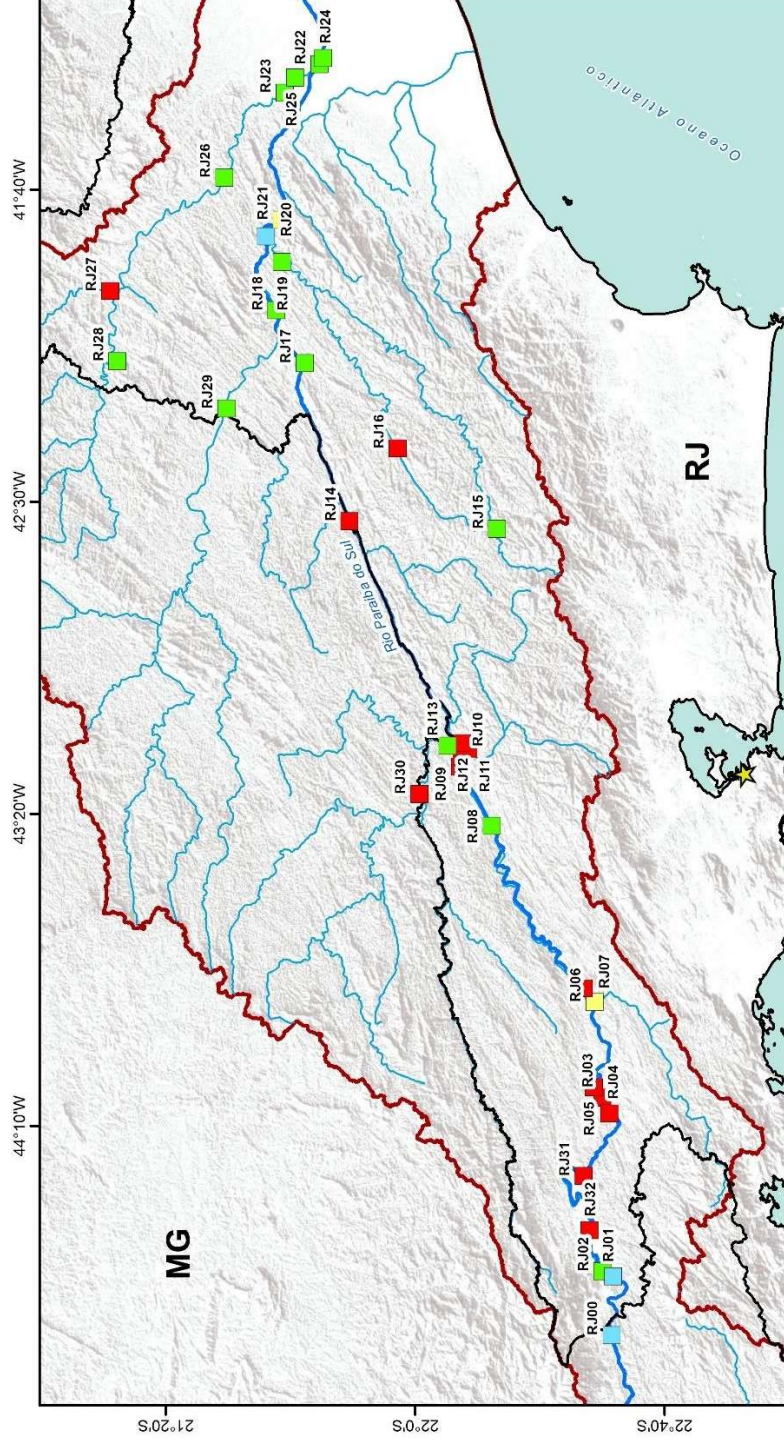 44°10'W
43°20'W
42°30'W
41°40'W
21°20'S
22°0'S
22°40'S
MG
RJ
Oceano Atlântico
Rio Paraiba do Sul
RJ00
RJ01
RJ02
RJ32
RJ31
RJ05
RJ04
RJ03
RJ07
RJ06
RJ08
RJ11
RJ12
RJ10
RJ09
RJ13
RJ30
RJ14
RJ15
RJ16
RJ17
RJ19
RJ18
RJ20
RJ21
RJ29
RJ28
RJ27
RJ26
RJ25
RJ23
RJ22
RJ24